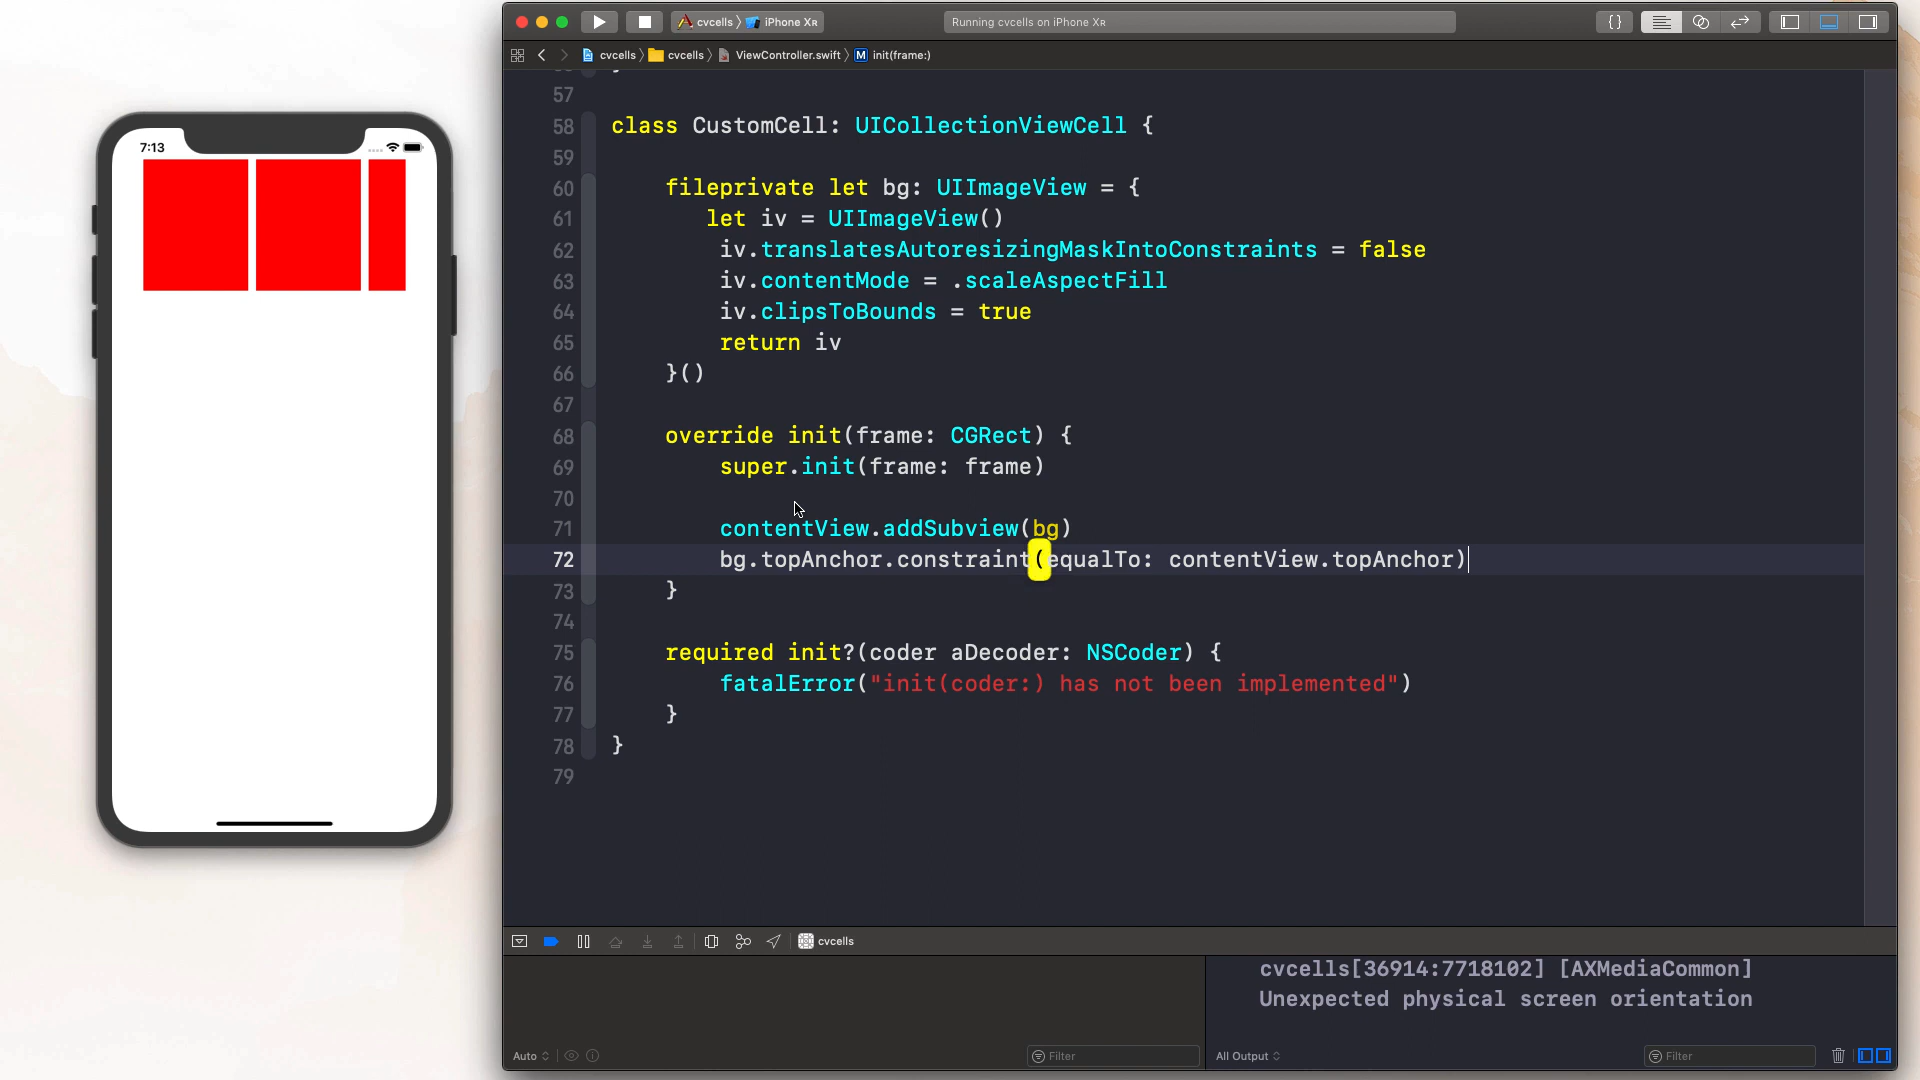 7:13
cvcells
iPhone XR
Running cvcells on iPhone XR
{ }
cvcells
cvcells
ViewController.swift
M init(frame:)
57
58 class CustomCell: UICollectionViewCell {
59
60 fileprivate let bg: UIImageView = {
61 let iv = UIImageView()
62 iv.translatesAutoresizingMaskIntoConstraints = false
63 iv.contentMode = .scaleAspectFill
64 iv.clipsToBounds = true
65 return iv
66 }()
67
68 override init(frame: CGRect) {
69 super.init(frame: frame)
70
71 contentView.addSubview(bg)
72 bg.topAnchor.constraint(equalTo: contentView.topAnchor)
73 }
74
75 required init?(coder aDecoder: NSCoder) {
76 fatalError("init(coder:) has not been implemented")
77 }
78 }
79
cvcells
cvcells[36914:7718102] [AXMediaCommon]
Unexpected physical screen orientation
Auto
Filter
All Output
Filter